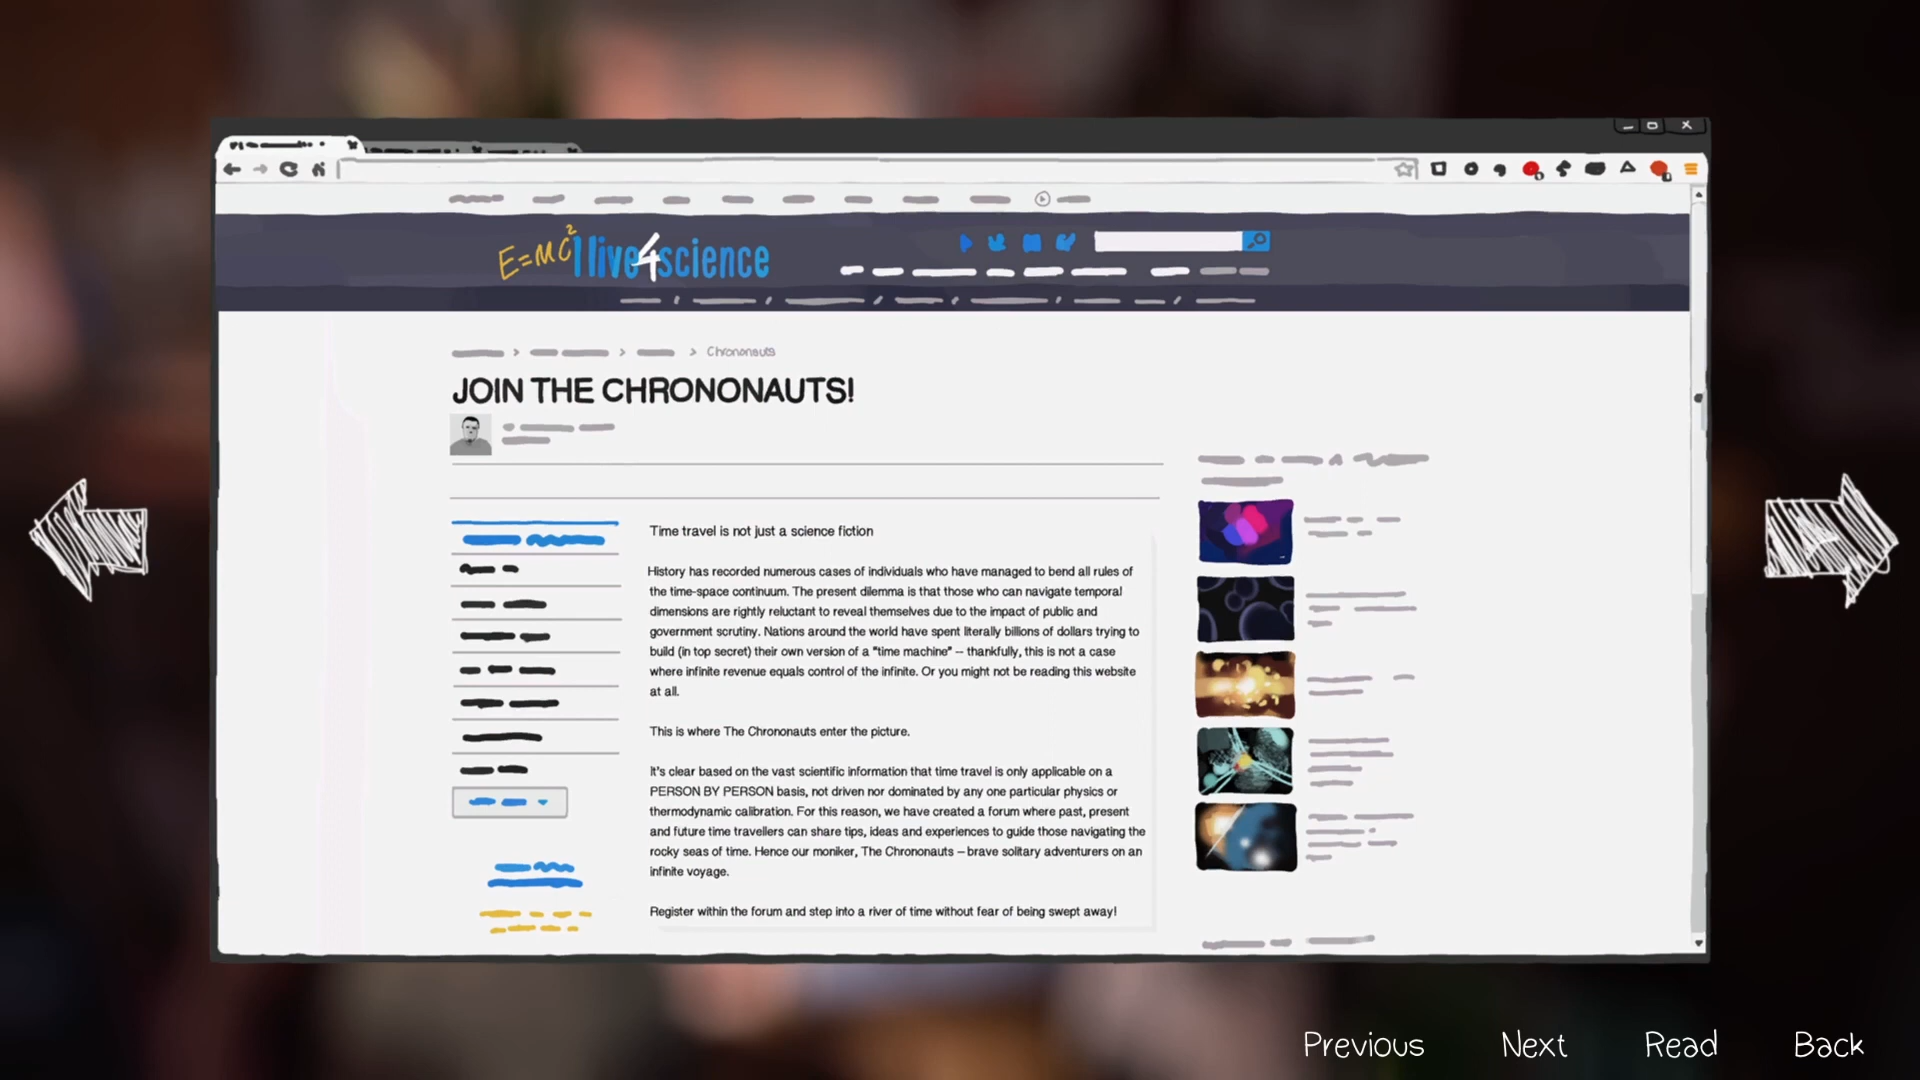 E=MC²
I live4science
Chrononauts
JOIN THE CHRONONAUTS!
Time travel is not just a science fiction
History has recorded numerous cases of individuals who have managed to bend all rules of
the time-space continuum. The present dilemma is that those who can navigate temporal
dimensions are rightly reluctant to reveal themselves due to the impact of public and
government scrutiny. Nations around the world have spent literally billions of dollars trying to
build (in top secret) their own version of a "time machine" – thankfully, this is not a case
where infinite revenue equals control of the infinite. Or you might not be reading this website
at all.
This is where The Chrononauts enter the picture.
It's clear based on the vast scientific information that time travel is only applicable on a
PERSON BY PERSON basis, not driven nor dominated by any one particular physics or
thermodynamic calibration. For this reason, we have created a forum where past, present
and future time travellers can share tips, ideas and experiences to guide those navigating the
rocky seas of time. Hence our moniker, The Chrononauts – brave solitary adventurers on an
infinite voyage.
Register within the forum and step into a river of time without fear of being swept away!
Previous Next Read Back